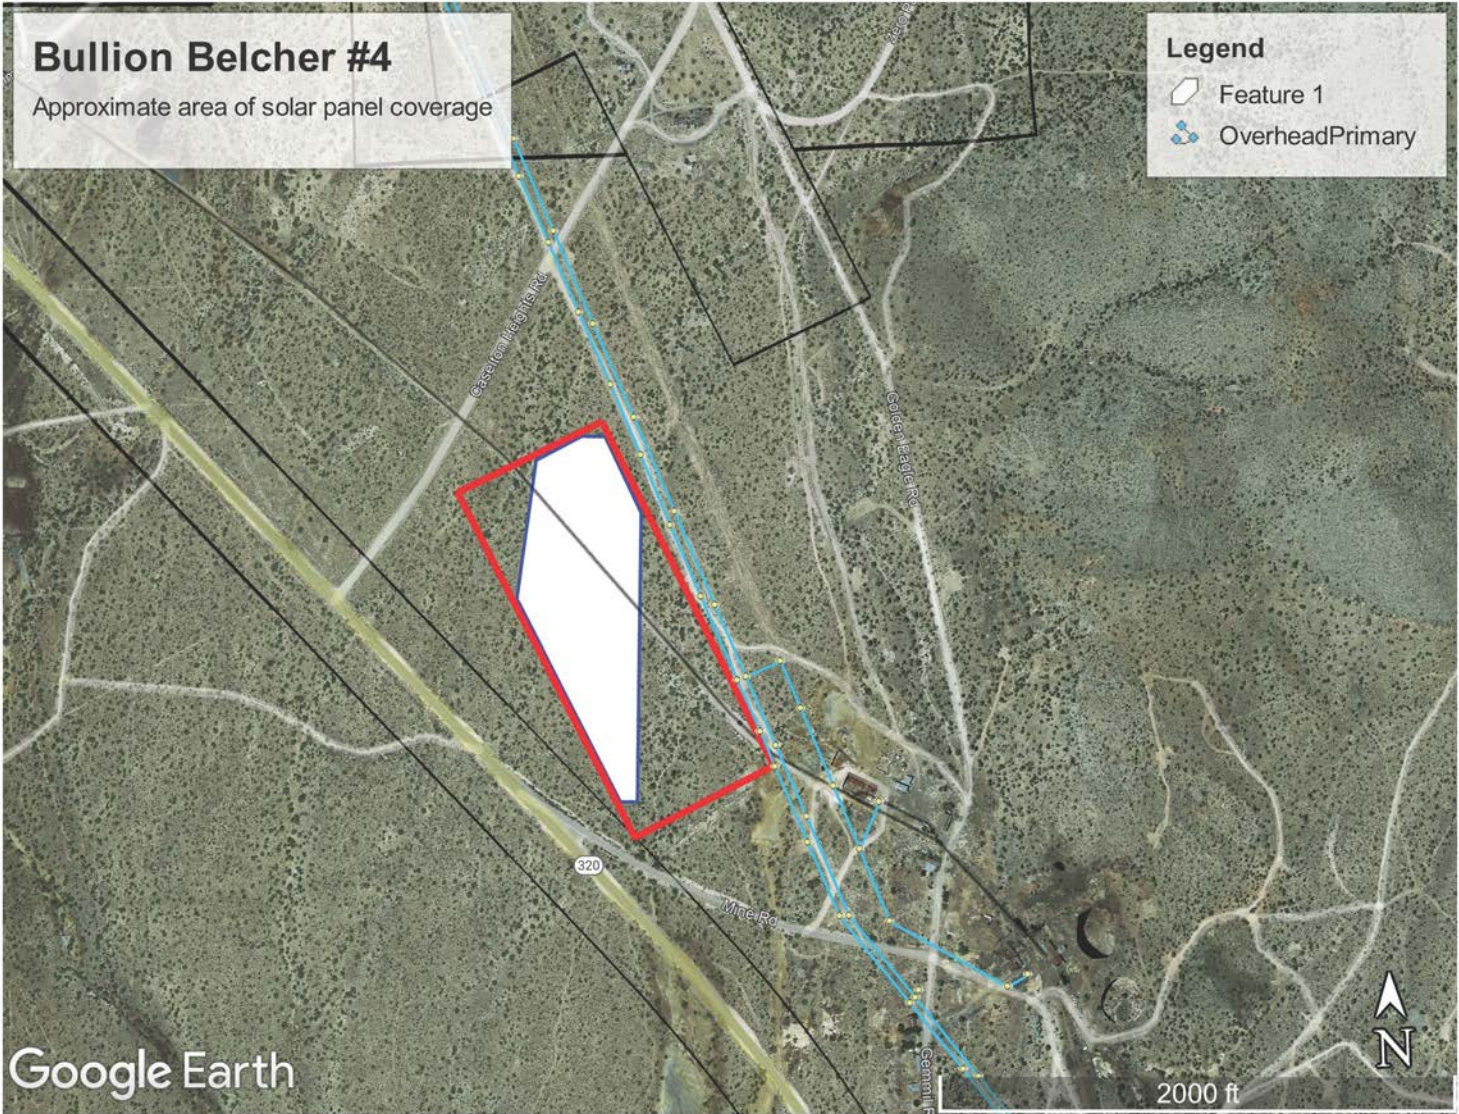 Bullion Belcher #4
Approximate area of solar panel coverage
Legend
Feature 1
OverheadPrimary
Caselton Heights Rd
Golden Eagle Rd
320
Mine Rd
Google Earth
N
2000 ft